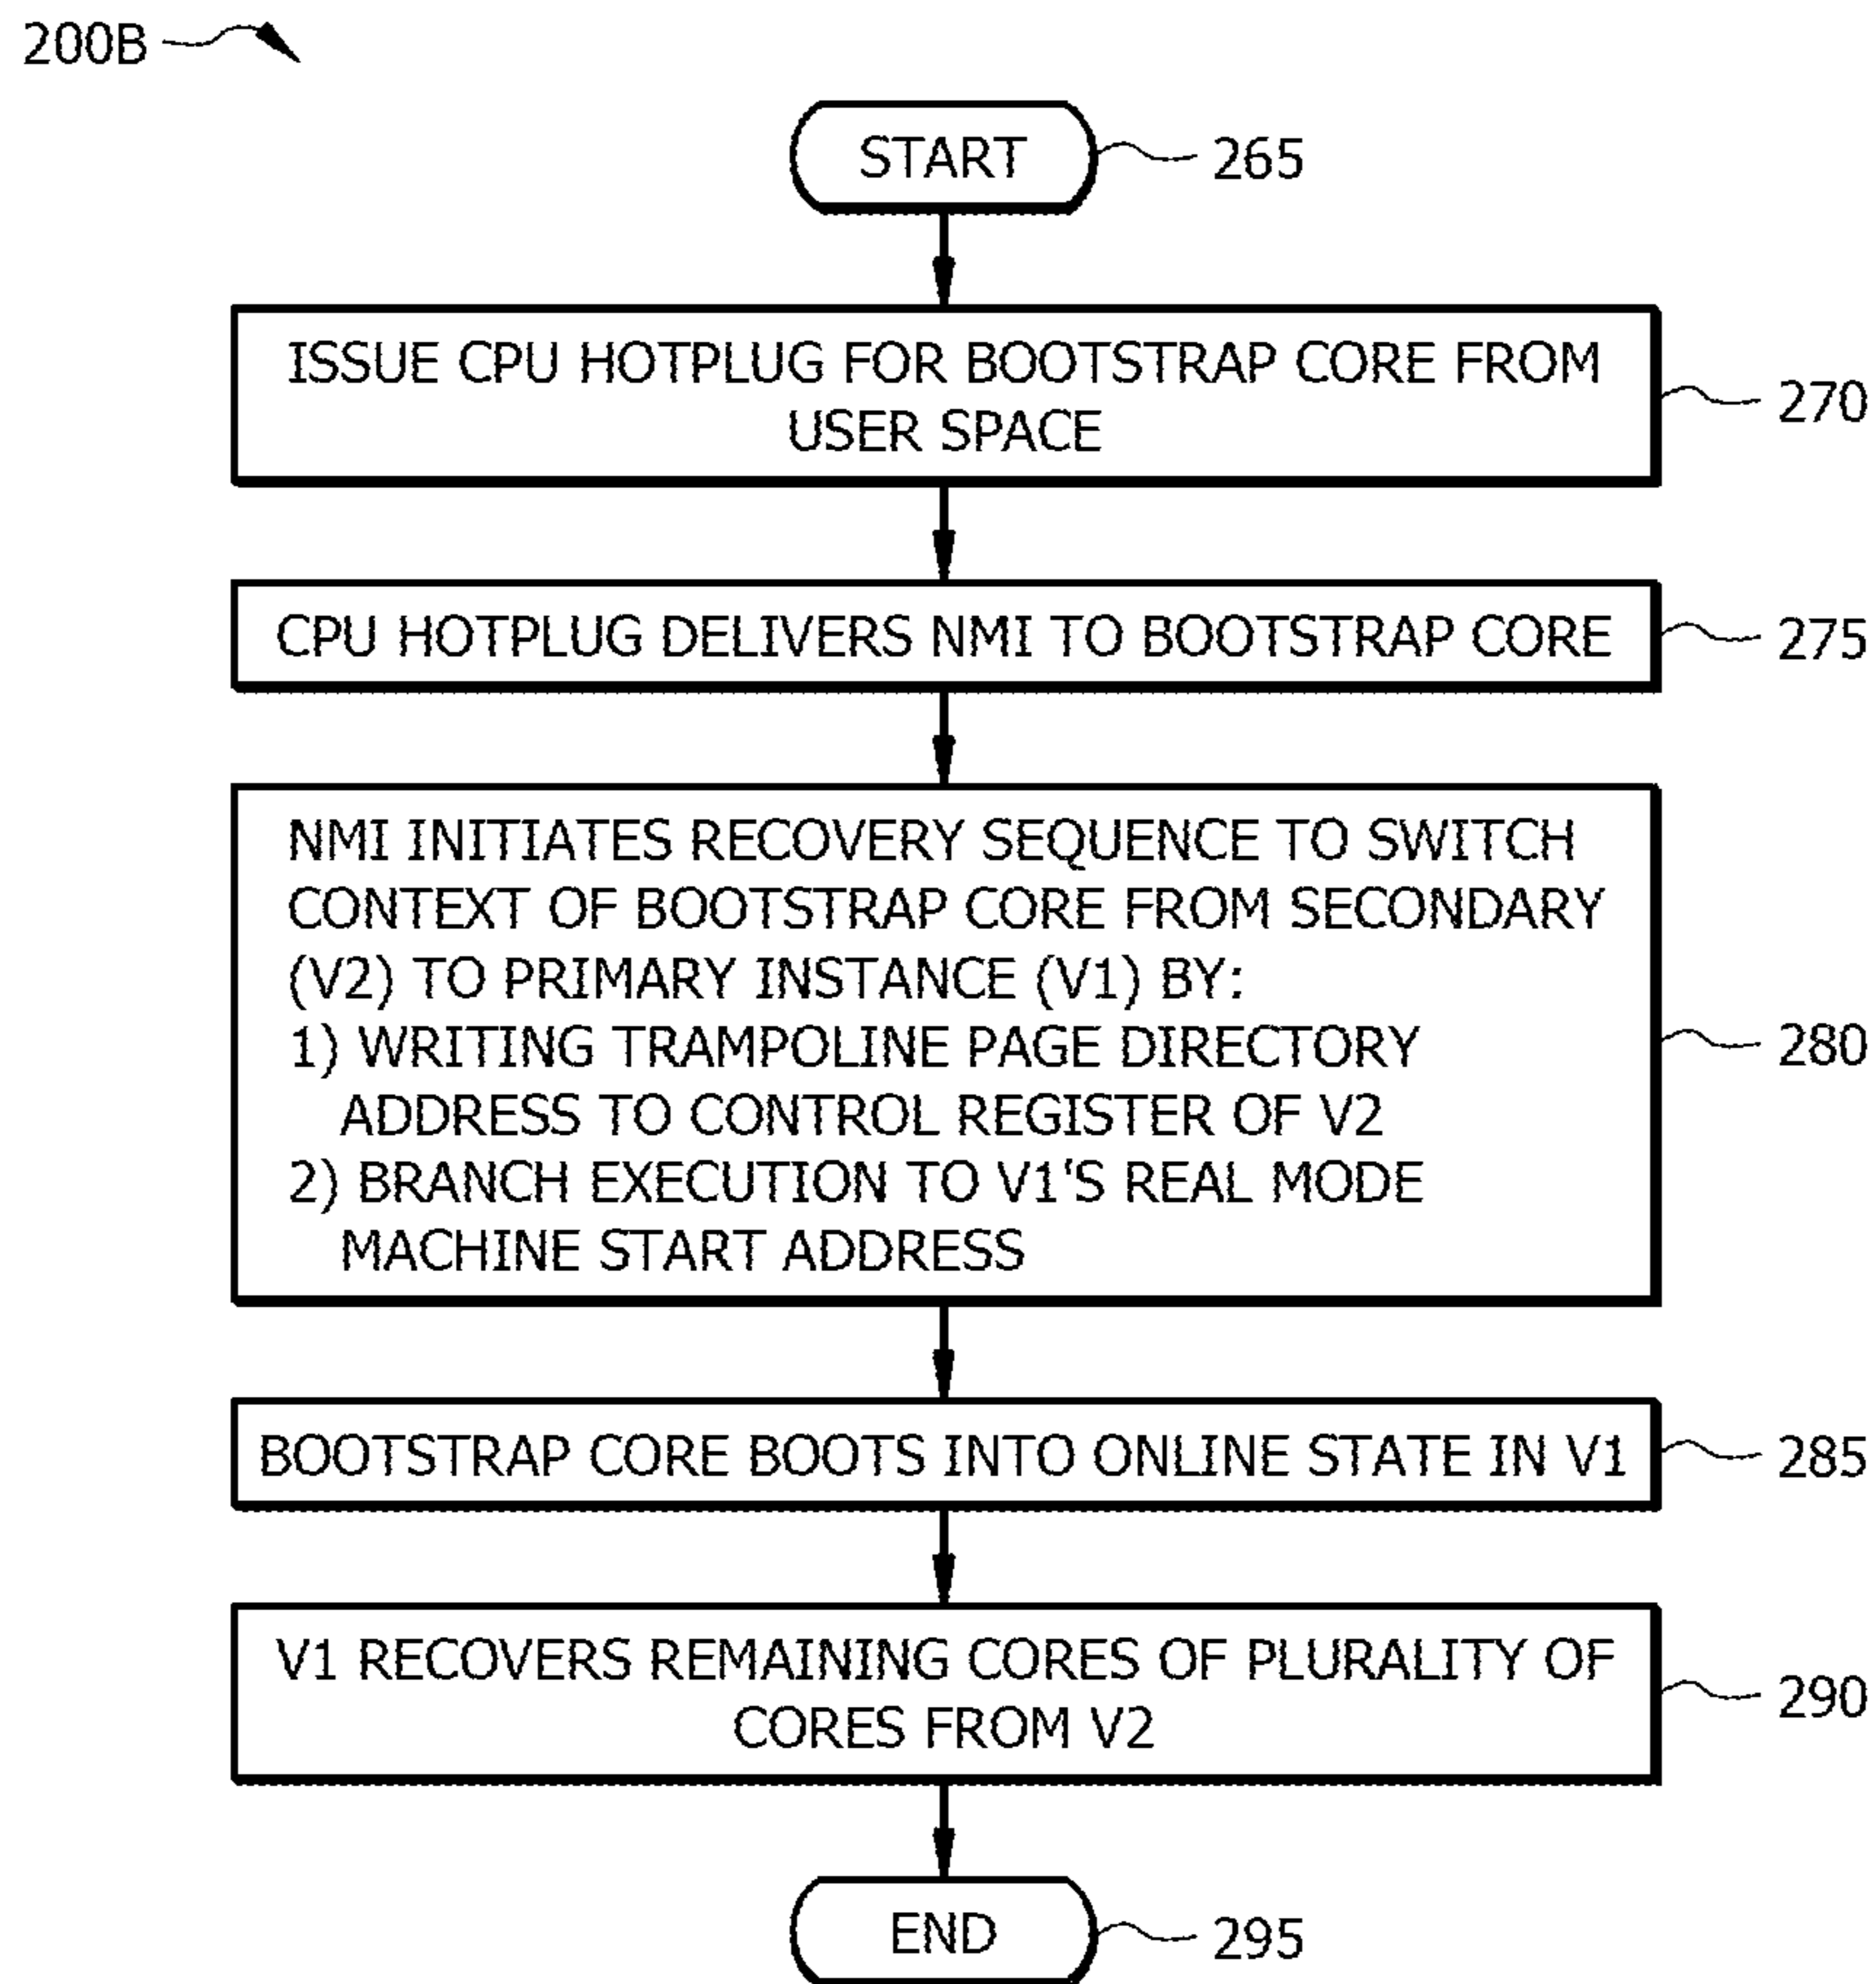 200B
START
265
ISSUE CPU HOTPLUG FOR BOOTSTRAP CORE FROM
USER SPACE
270
CPU HOTPLUG DELIVERS NMI TO BOOTSTRAP CORE
275
NMI INITIATES RECOVERY SEQUENCE TO SWITCH
CONTEXT OF BOOTSTRAP CORE FROM SECONDARY
(V2) TO PRIMARY INSTANCE (V1) BY:
1) WRITING TRAMPOLINE PAGE DIRECTORY
ADDRESS TO CONTROL REGISTER OF V2
2) BRANCH EXECUTION TO V1'S REAL MODE
MACHINE START ADDRESS
280
BOOTSTRAP CORE BOOTS INTO ONLINE STATE IN V1
285
V1 RECOVERS REMAINING CORES OF PLURALITY OF
CORES FROM V2
290
END
295